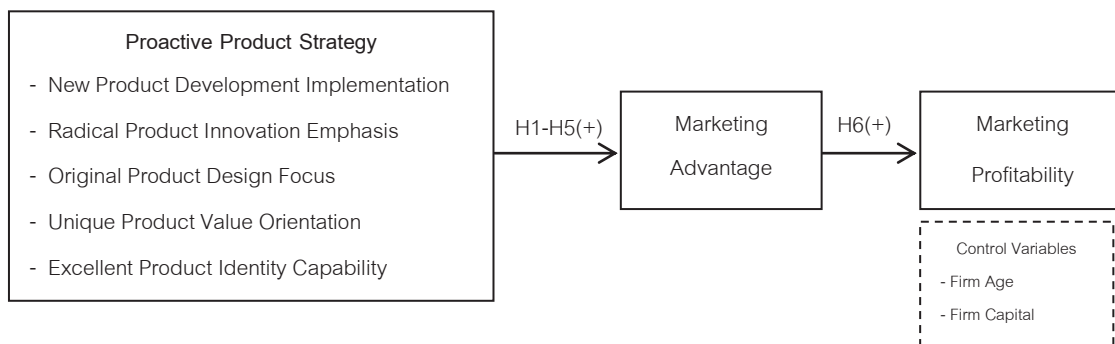 Proactive Product Strategy
- New Product Development Implementation
- Radical Product Innovation Emphasis
- Original Product Design Focus
- Unique Product Value Orientation
- Excellent Product Identity Capability
H1-H5(+)
Marketing
Advantage
H6(+)
Marketing
Profitability
Control Variables
- Firm Age
- Firm Capital